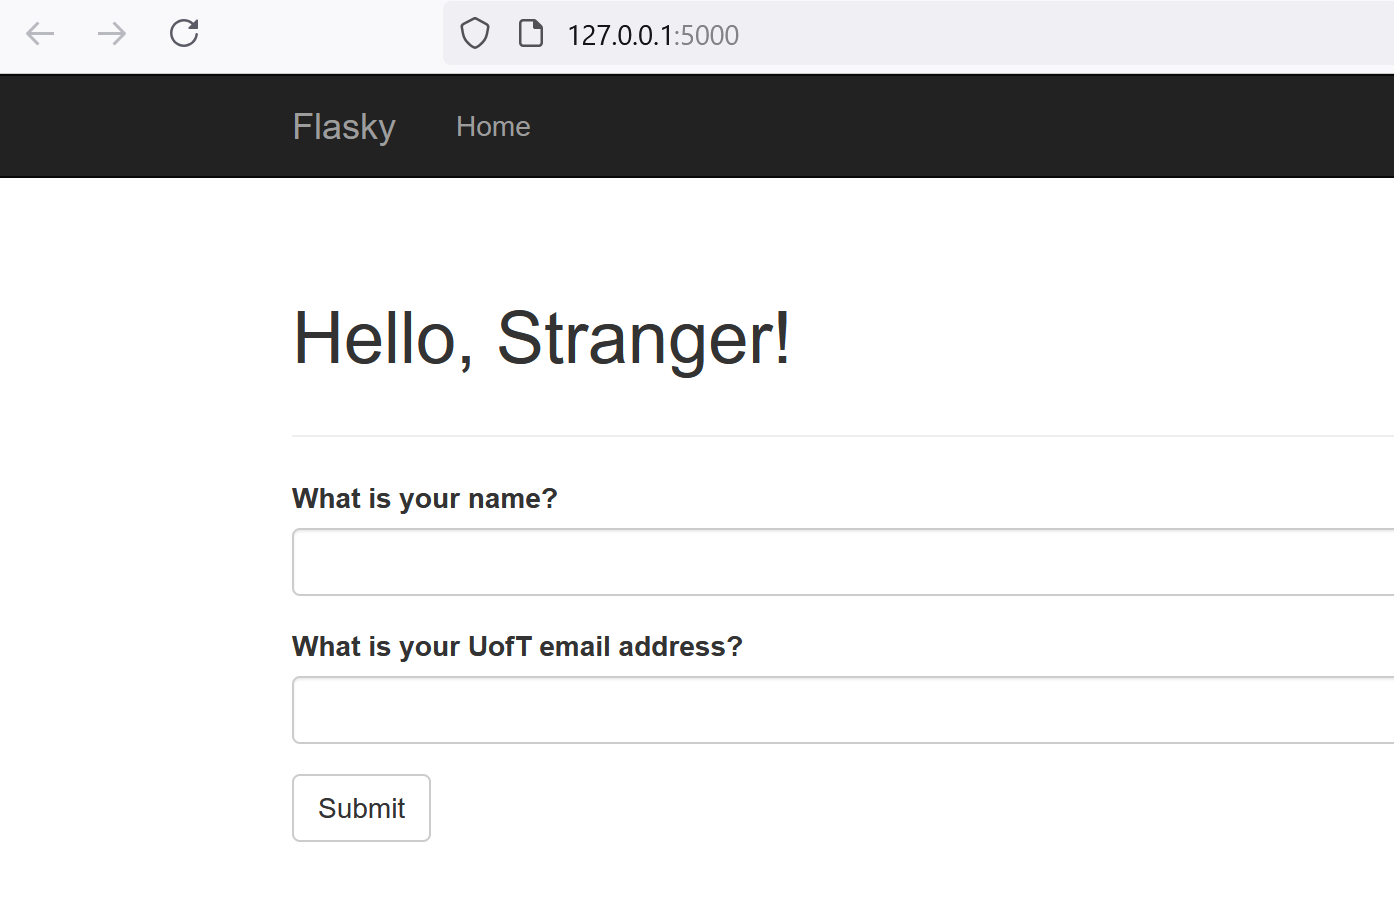 127.0.0.1:5000
Flasky Home
Hello, Stranger!
What is your name?
What is your UofT email address?
Submit